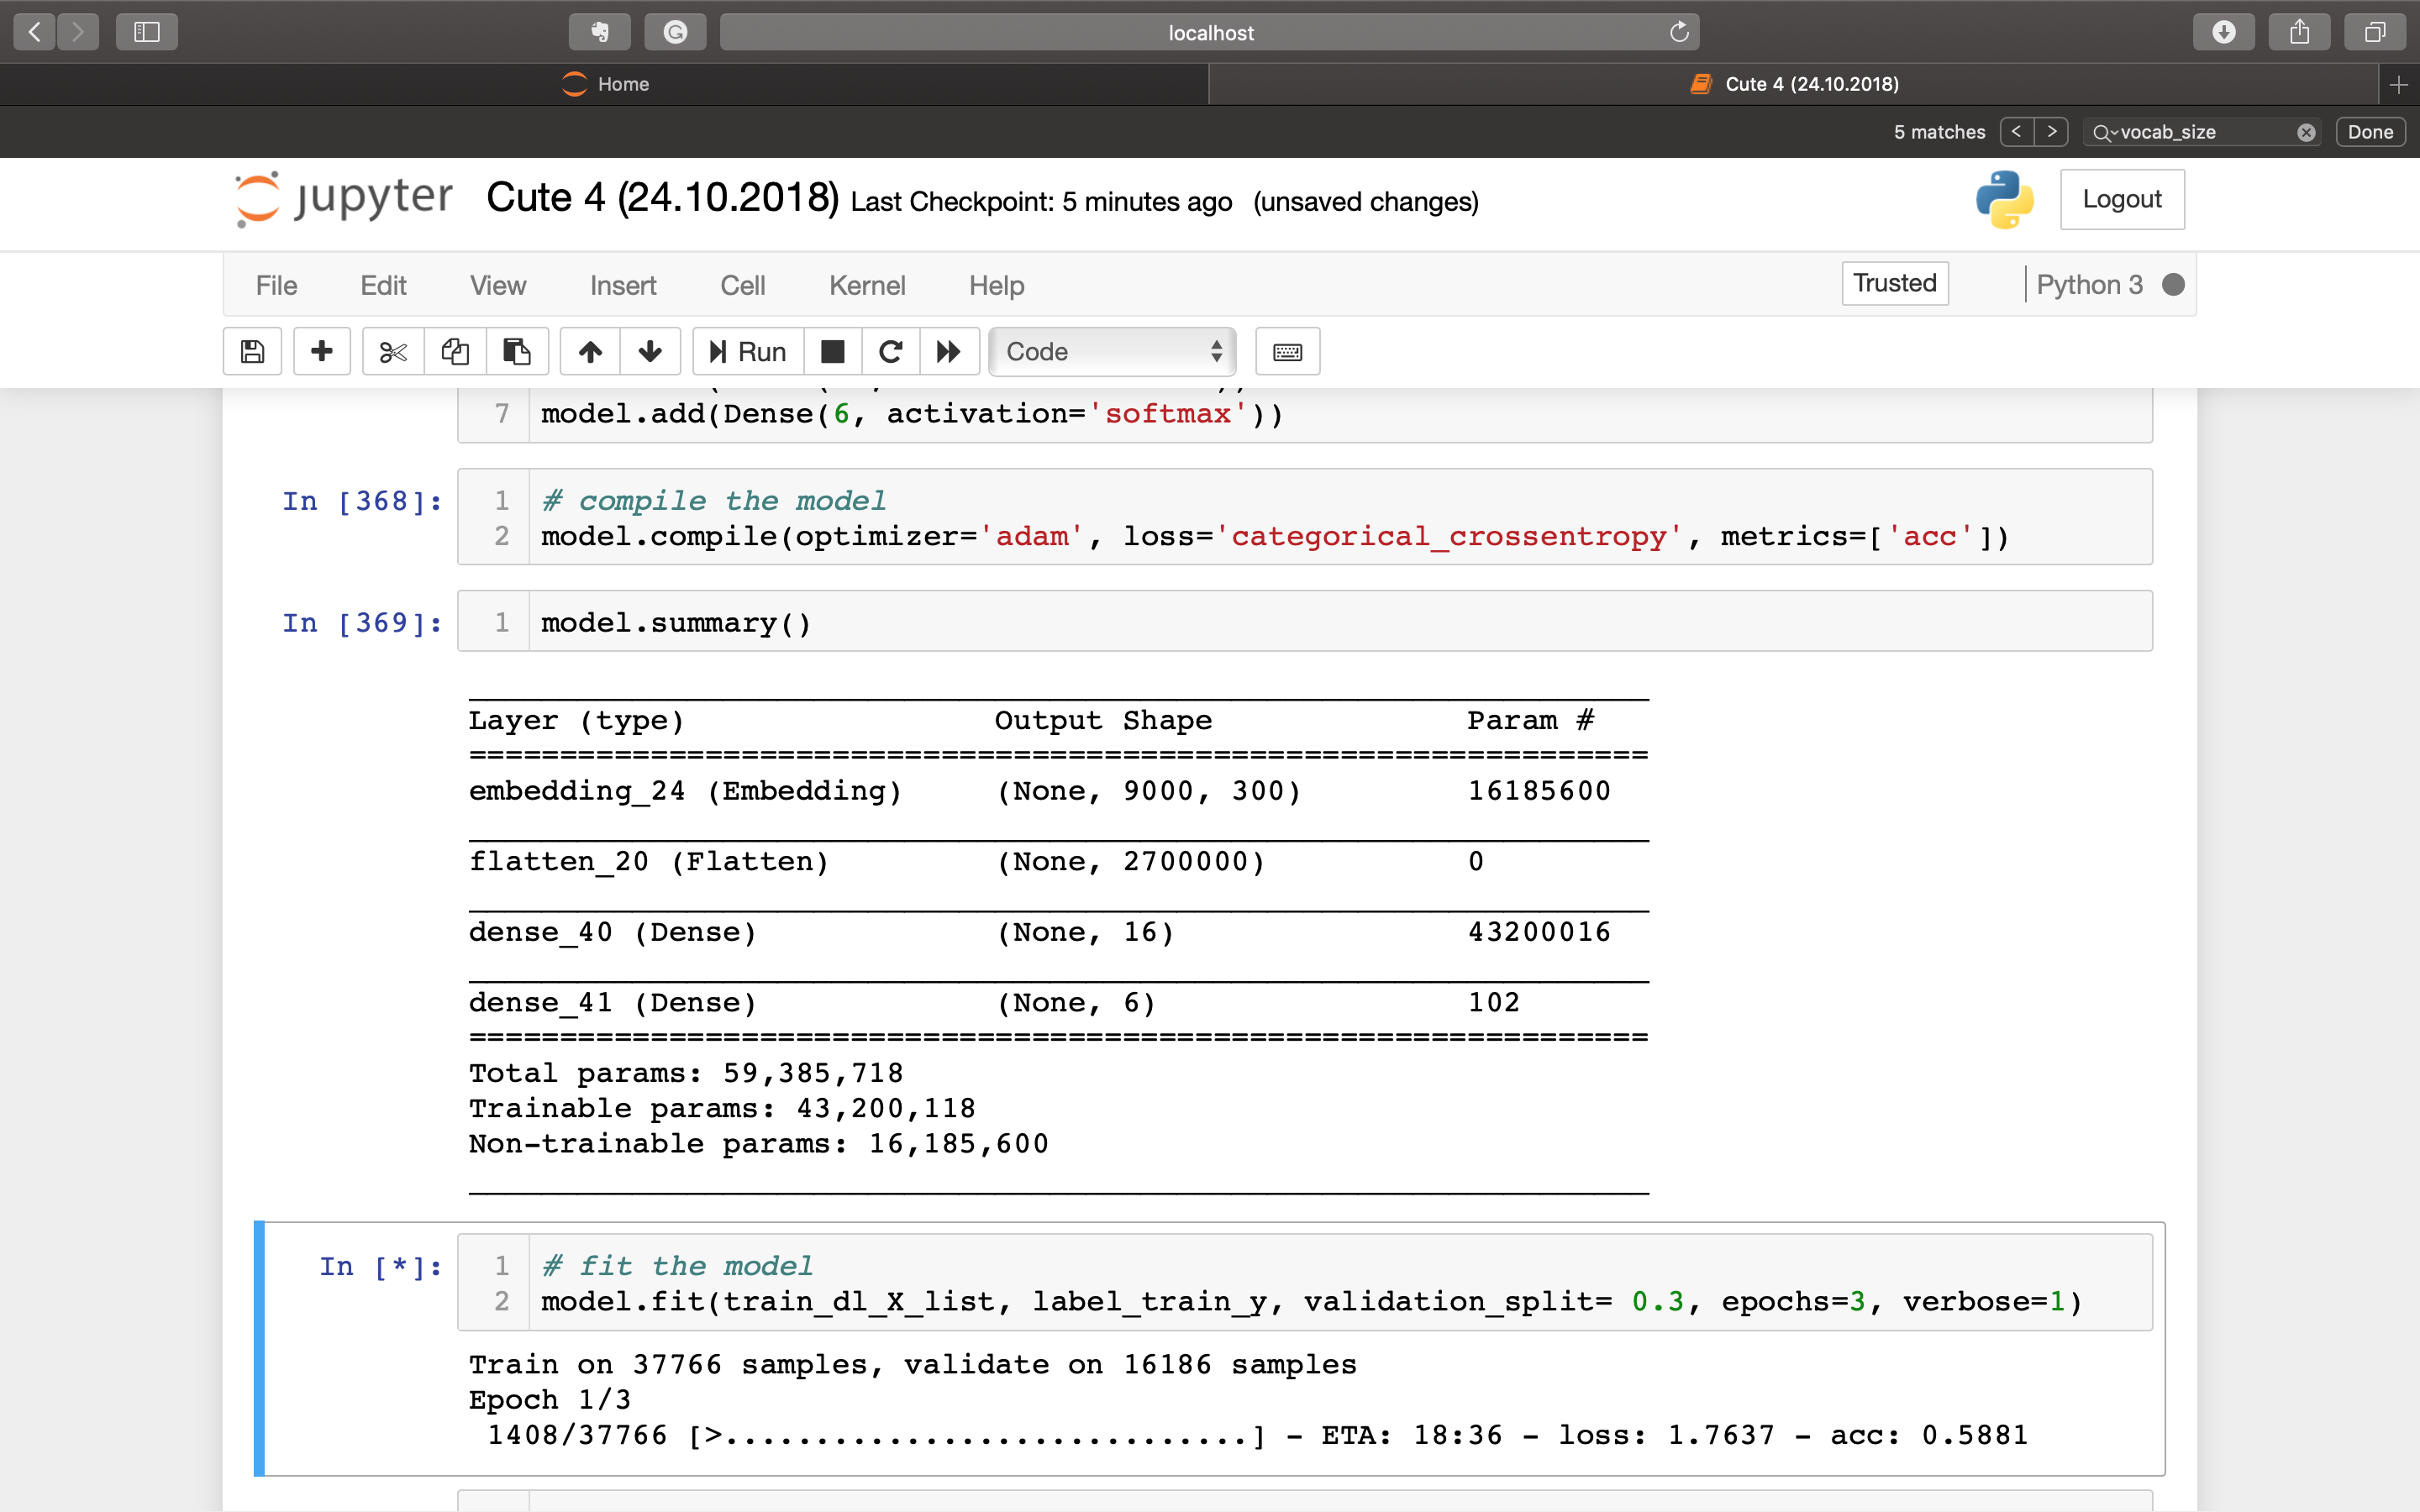 localhost
Home
Cute 4 (24.10.2018)
5 matches
vocab_size
Done
jupyter Cute 4 (24.10.2018) Last Checkpoint: 5 minutes ago (unsaved changes)
Logout
File Edit View Insert Cell Kernel Help
Trusted
Python 3
Run
Code
7 model.add(Dense(6, activation='softmax'))
In [368]:
1 # compile the model
2 model.compile(optimizer='adam', loss='categorical_crossentropy', metrics=['acc'])
In [369]:
1 model.summary()
_________________________________________________________________
Layer (type) Output Shape Param #
=================================================================
embedding_24 (Embedding) (None, 9000, 300) 16185600
_________________________________________________________________
flatten_20 (Flatten) (None, 2700000) 0
_________________________________________________________________
dense_40 (Dense) (None, 16) 43200016
_________________________________________________________________
dense_41 (Dense) (None, 6) 102
=================================================================
Total params: 59,385,718
Trainable params: 43,200,118
Non-trainable params: 16,185,600
_________________________________________________________________
In [*]:
1 # fit the model
2 model.fit(train_dl_X_list, label_train_y, validation_split= 0.3, epochs=3, verbose=1)
Train on 37766 samples, validate on 16186 samples
Epoch 1/3
1408/37766 [>.............................] - ETA: 18:36 - loss: 1.7637 - acc: 0.5881